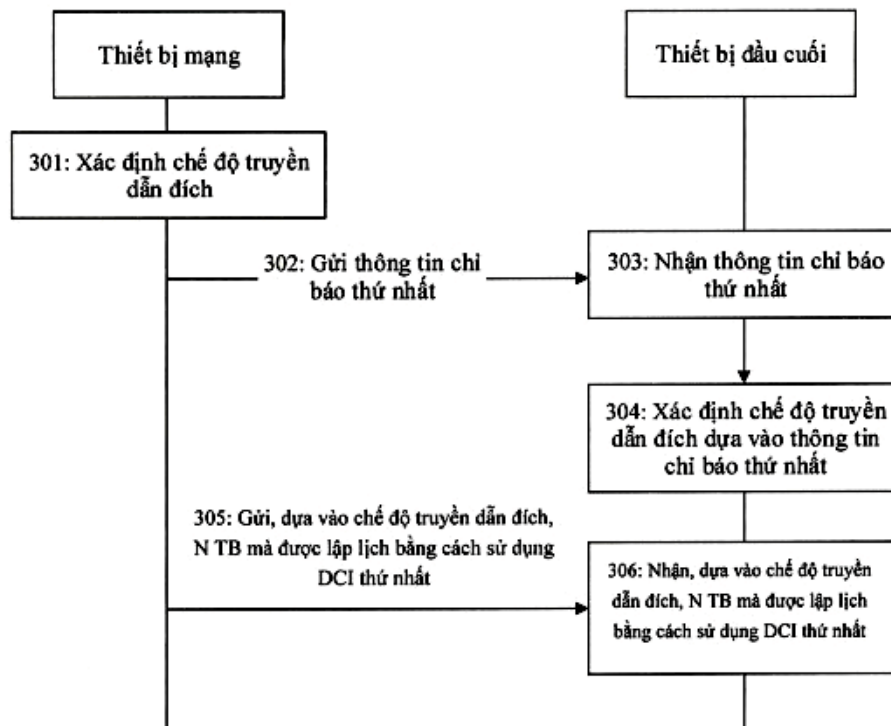 Thiết bị mạng
Thiết bị đầu cuối
301: Xác định chế độ truyền
dẫn đích
302: Gửi thông tin chỉ
báo thứ nhất
303: Nhận thông tin chỉ báo
thứ nhất
304: Xác định chế độ truyền
dẫn đích dựa vào thông tin
chỉ báo thứ nhất
305: Gửi, dựa vào chế độ truyền dẫn đích,
N TB mà được lập lịch bằng cách sử dụng
DCI thứ nhất
306: Nhận, dựa vào chế độ truyền
dẫn đích, N TB mà được lập lịch
bằng cách sử dụng DCI thứ nhất